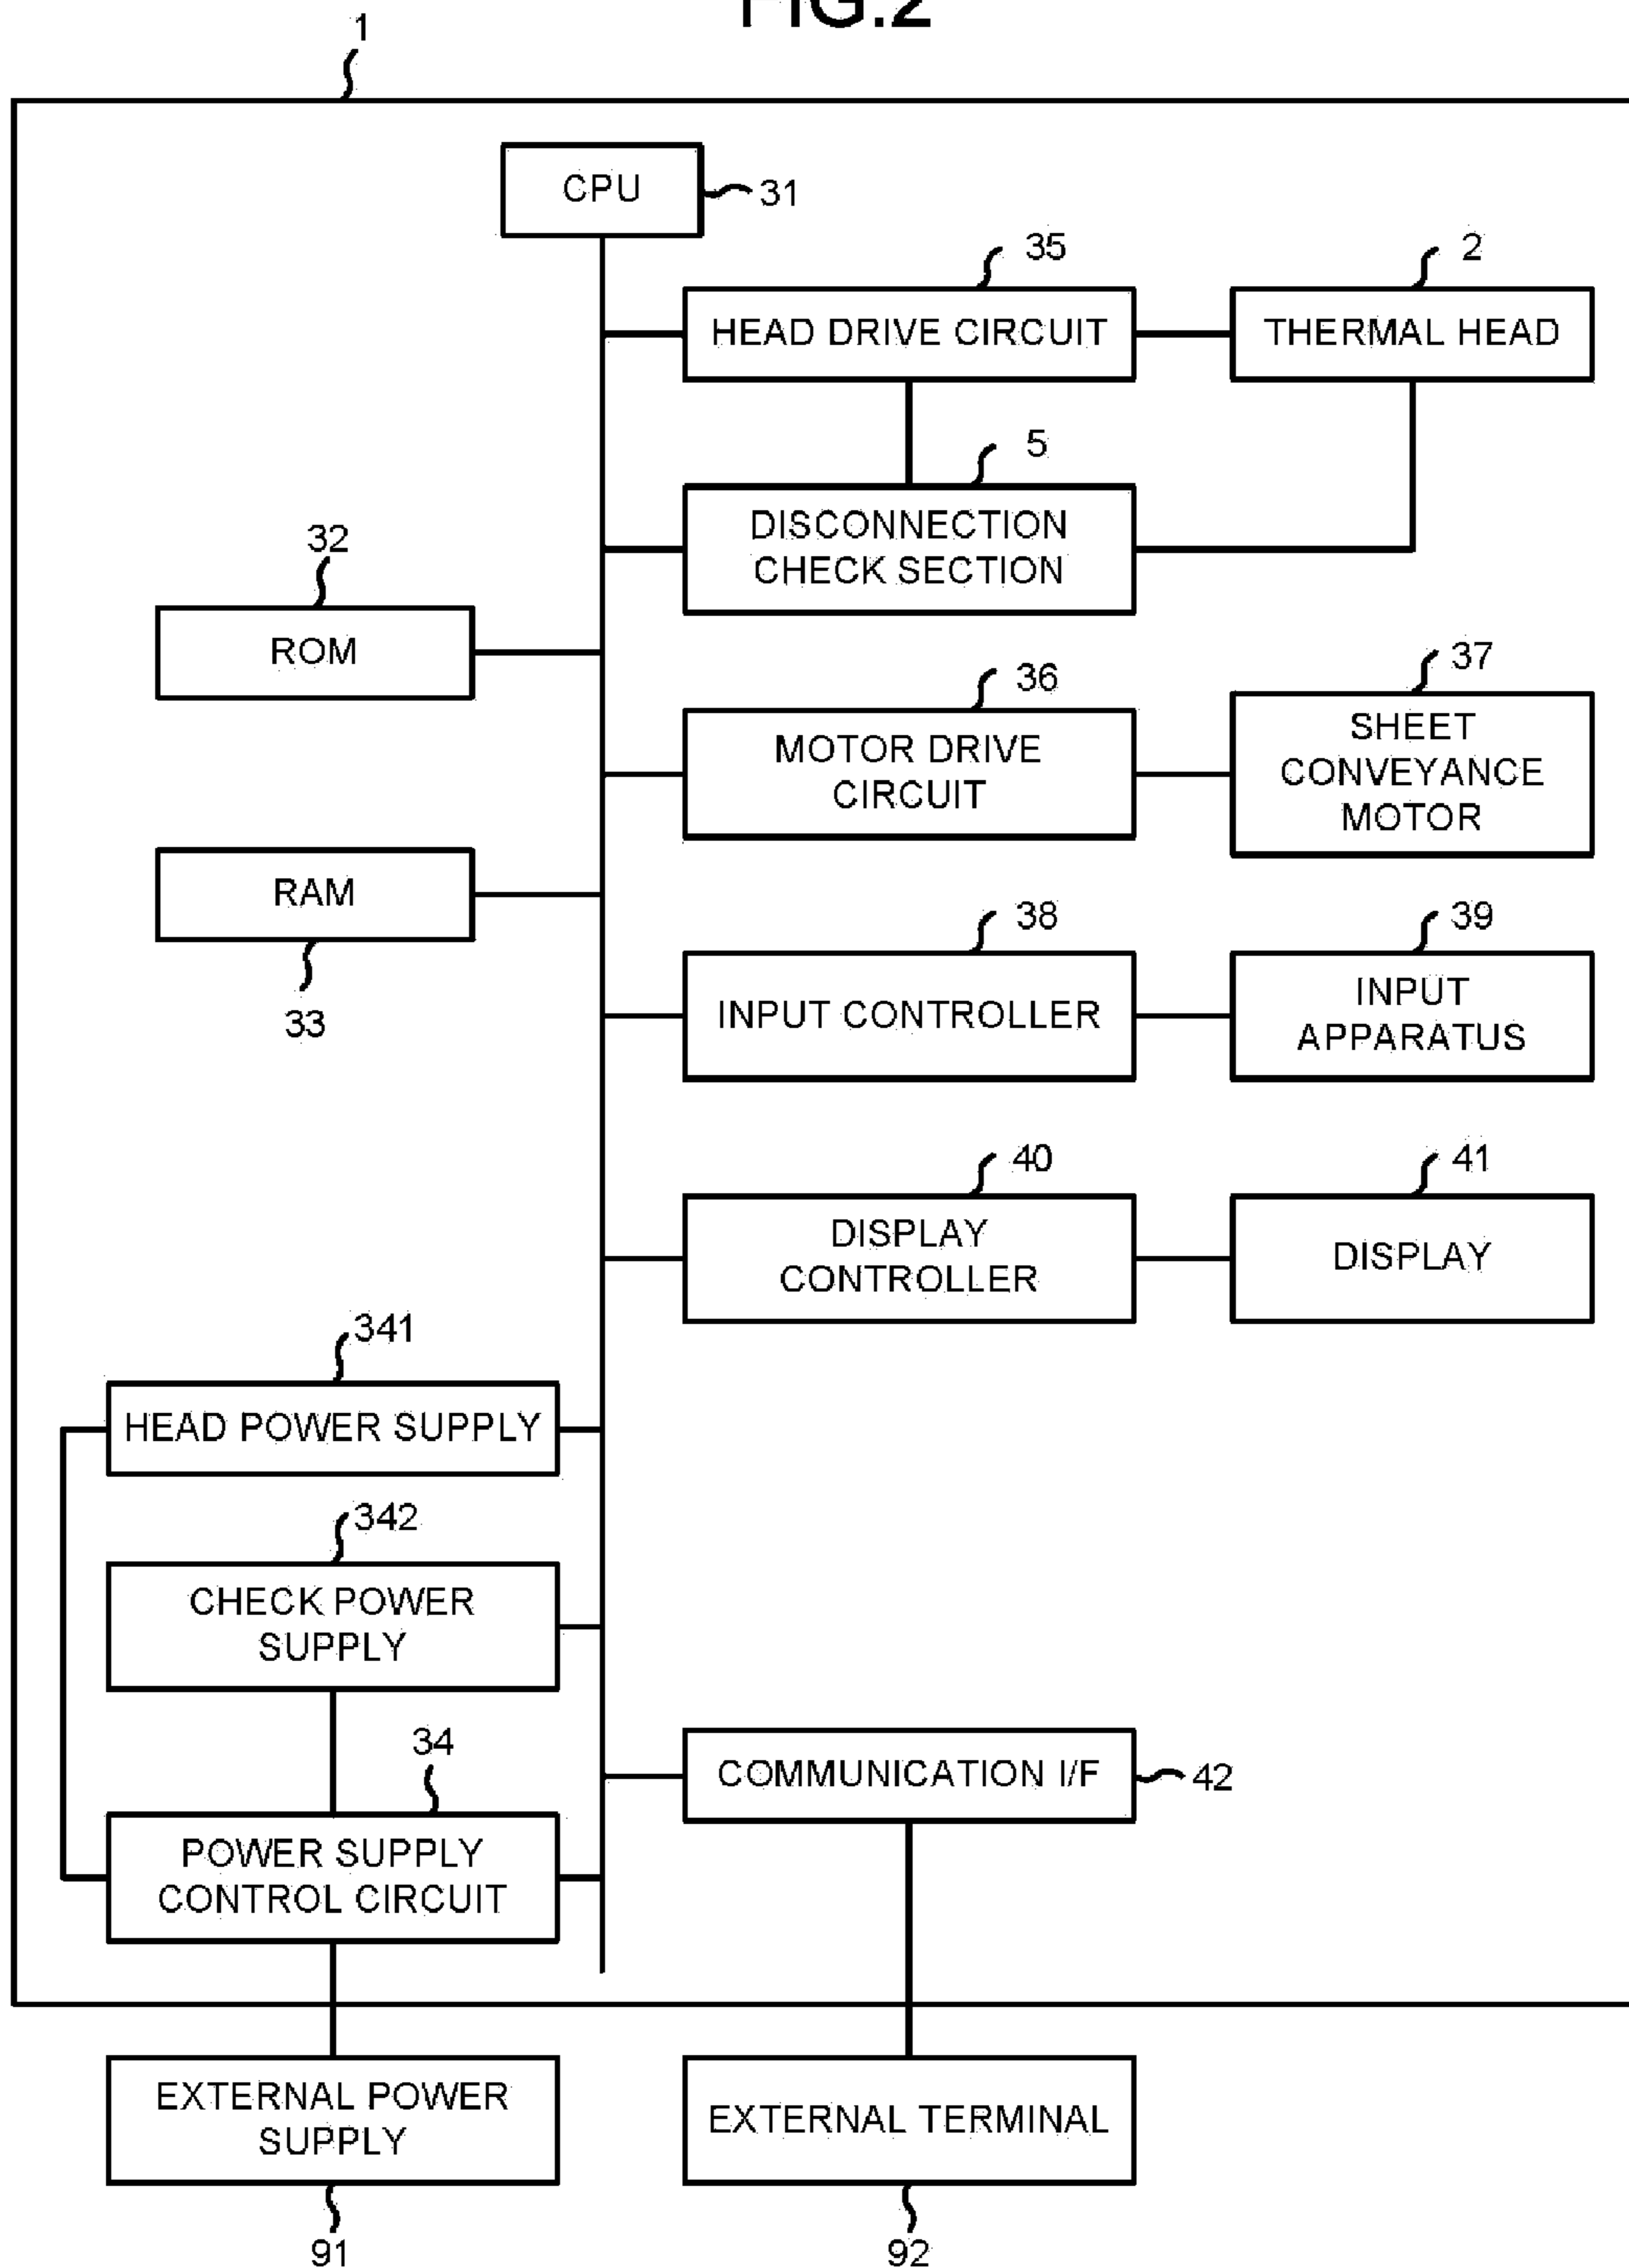 FIG.2
1
CPU
31
35
2
HEAD DRIVE CIRCUIT
THERMAL HEAD
5
DISCONNECTION
CHECK SECTION
32
ROM
36
37
MOTOR DRIVE
CIRCUIT
SHEET
CONVEYANCE
MOTOR
RAM
33
38
39
INPUT CONTROLLER
INPUT
APPARATUS
40
41
DISPLAY
CONTROLLER
DISPLAY
341
HEAD POWER SUPPLY
342
CHECK POWER
SUPPLY
34
POWER SUPPLY
CONTROL CIRCUIT
COMMUNICATION I/F
42
EXTERNAL POWER
SUPPLY
EXTERNAL TERMINAL
91
92